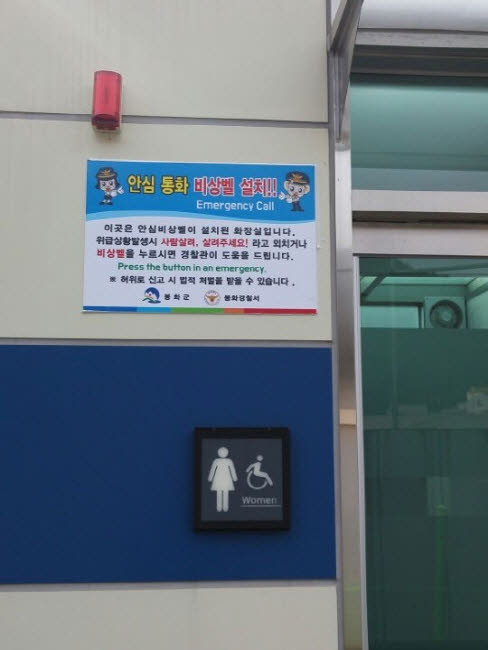 안심 통화 비상벨 설치!!
Emergency Call
이곳은 안심비상벨이 설치된 화장실입니다.
위급상황발생시 사람살려, 살려주세요! 라고 외치거나
비상벨을 누르시면 경찰관이 도움을 드립니다.
Press the button in an emergency.
※ 허위로 신고 시 법적 처벌을 받을 수 있습니다.
봉화군 봉화경찰서
Women